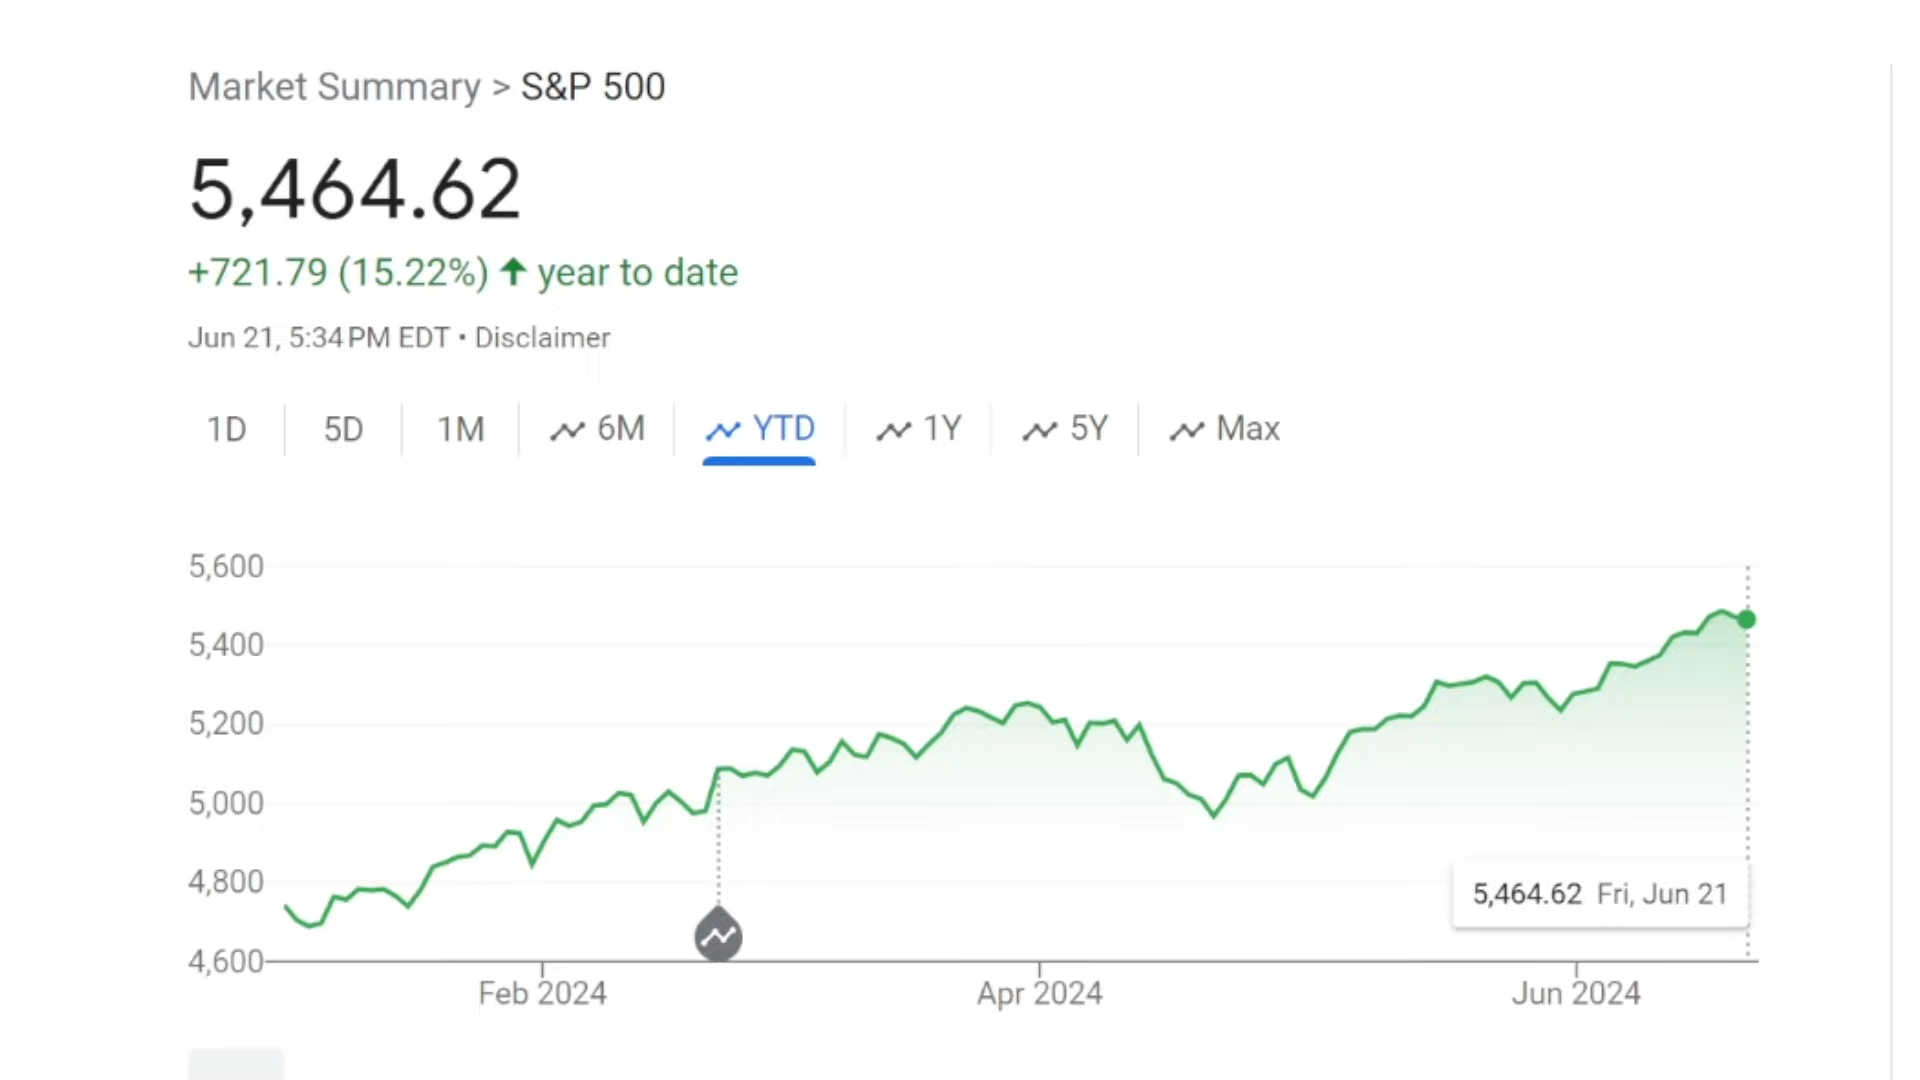 Market Summary > S&P 500
5,464.62
+721.79 (15.22%) ↑ year to date
Jun 21, 5:34 PM EDT • Disclaimer
1D 5D 1M 6M YTD 1Y 5Y Max
5,600
5,400
5,200
5,000
4,800
5,464.62 Fri, Jun 21
4,600
Feb 2024 Apr 2024 Jun 2024